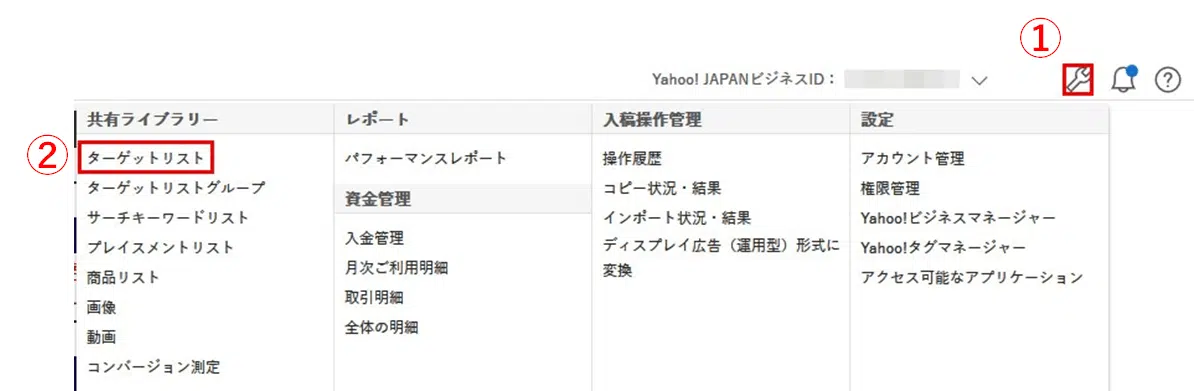 ①
Yahoo! JAPANビジネスID：
共有ライブラリー
レポート
入稿操作管理
設定
②
ターゲットリスト
ターゲットリストグループ
サーチキーワードリスト
プレイスメントリスト
商品リスト
画像
動画
コンバージョン測定
パフォーマンスレポート
資金管理
入金管理
月次ご利用明細
取引明細
全体の明細
操作履歴
コピー状況・結果
インポート状況・結果
ディスプレイ広告（運用型）形式に
変換
アカウント管理
権限管理
Yahoo!ビジネスマネージャー
Yahoo!タグマネージャー
アクセス可能なアプリケーション